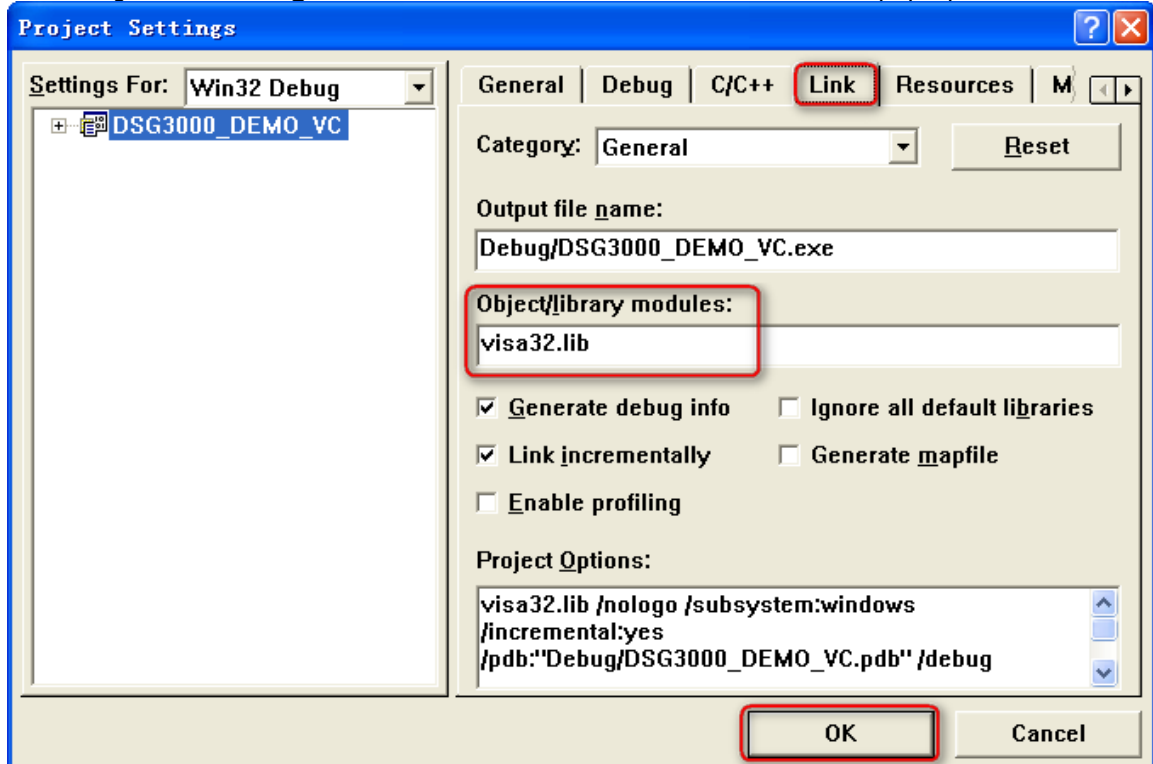 Project Settings
Settings For: Win32 Debug
DSG3000_DEMO_VC
General Debug C/C++ Link Resources M
Category: General Reset
Output file name:
Debug/DSG3000_DEMO_VC.exe
Object/library modules:
visa32.lib
Generate debug info Ignore all default libraries
Link incrementally Generate mapfile
Enable profiling
Project Options:
visa32.lib /nologo /subsystem:windows
/incremental:yes
/pdb:"Debug/DSG3000_DEMO_VC.pdb" /debug
OK Cancel